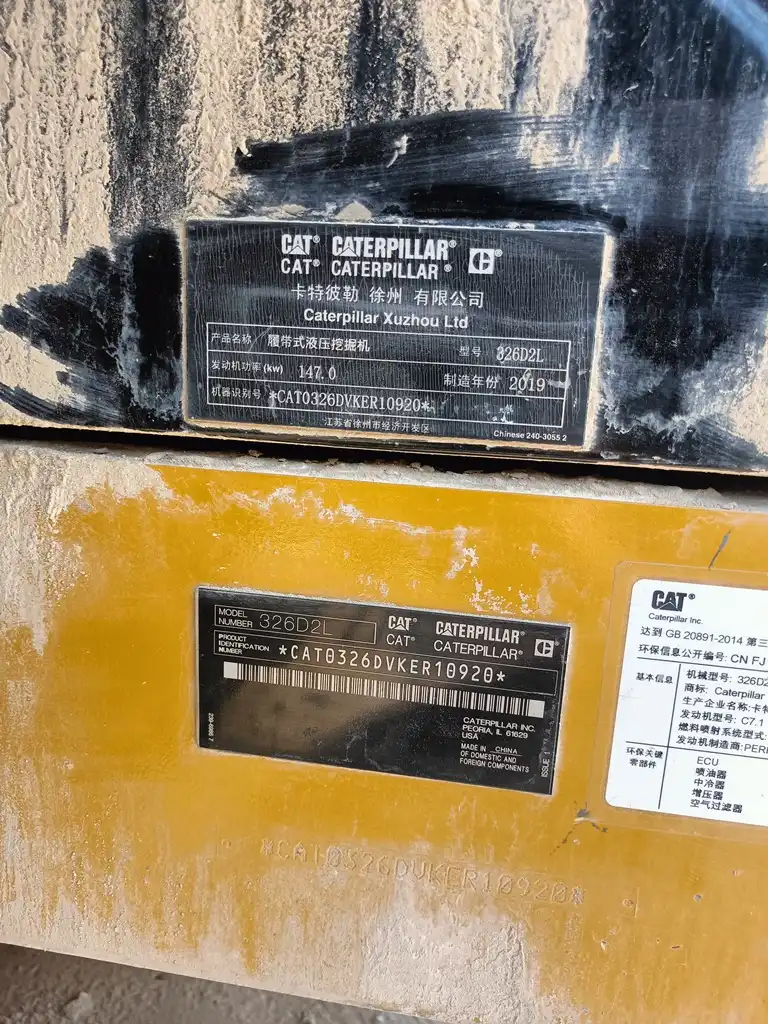 CAT® CATERPILLAR®
CAT® CATERPILLAR®
卡特彼勒 徐州 有限公司
Caterpillar Xuzhou Ltd
产品名称 履带式液压挖掘机 型号 326D2L
发动机功率(kw) 147.0 制造年份 2019
机器识别号 *CAT0326DVKER10920*
江苏省徐州市经济开发区
Chinese 240-3055 2
MODEL NUMBER 326D2L
CAT® CATERPILLAR®
CAT® CATERPILLAR®
PRODUCT IDENTIFICATION NUMBER
*CAT0326DVKER10920*
CATERPILLAR INC.
PEORIA, IL 61629
USA
MADE IN CHINA
OF DOMESTIC AND
FOREIGN COMPONENTS
ISSUE 1
*CAT0326DVKER10920*
CAT®
Caterpillar Inc.
达到 GB 20891-2014 第三
环保信息公开编号: CN FJ
基本信息
机械型号: 326D2
商标: Caterpillar
生产企业名称:卡特
发动机型号: C7.1
燃料喷射系统型式:
发动机制造商:PER
环保关键
零部件
ECU
喷油器
中冷器
增压器
空气过滤器